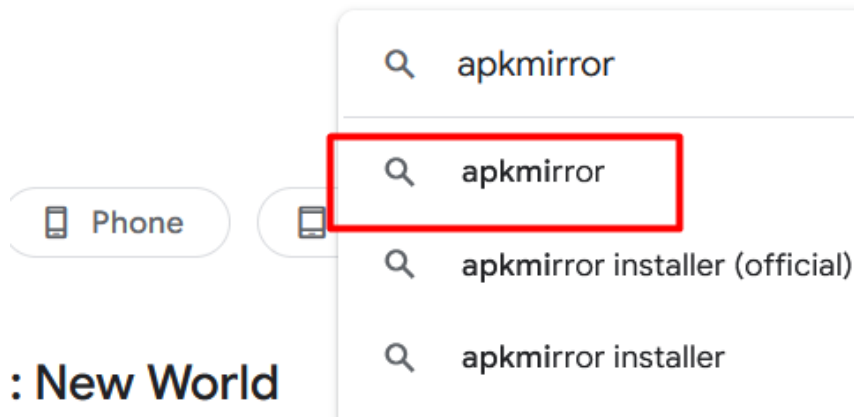 apkmirror
apkmirror
Phone
apkmirror installer (official)
apkmirror installer
: New World